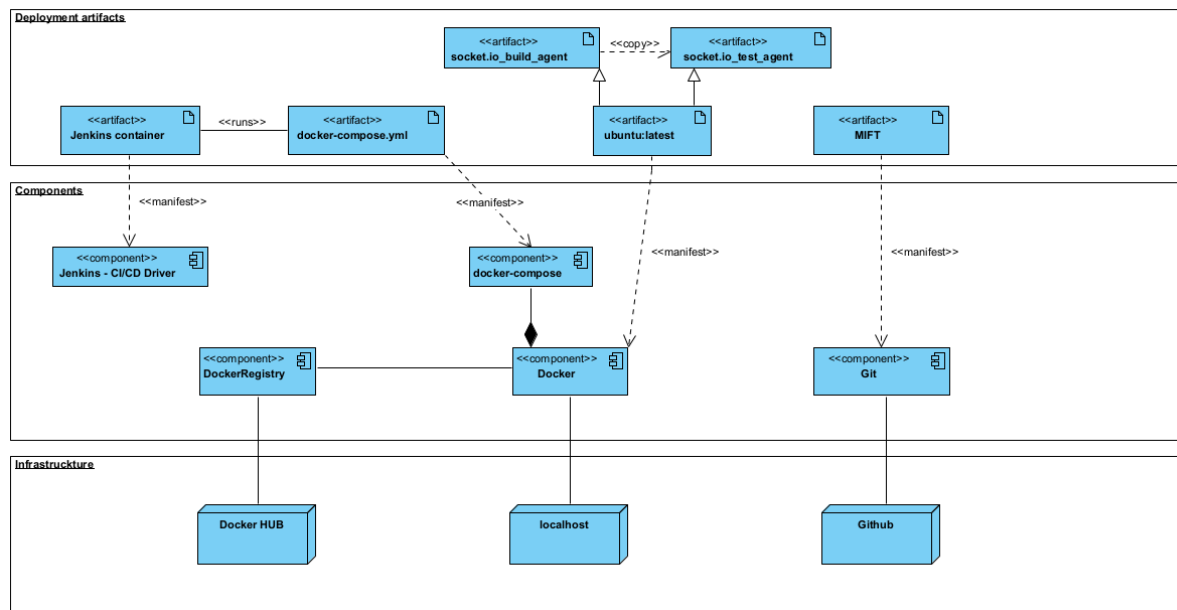 Deployment artifacts
<<artifact>>
socket.io_build_agent
<<copy>>
<<artifact>>
socket.io_test_agent
<<artifact>>
Jenkins container
<<runs>>
<<artifact>>
docker-compose.yml
<<artifact>>
ubuntu:latest
<<artifact>>
MIFT
Components
<<manifest>>
<<manifest>>
<<manifest>>
<<manifest>>
<<component>>
Jenkins - CI/CD Driver
<<component>>
docker-compose
<<component>>
DockerRegistry
<<component>>
Docker
<<component>>
Git
Infrastruckture
Docker HUB
localhost
Github